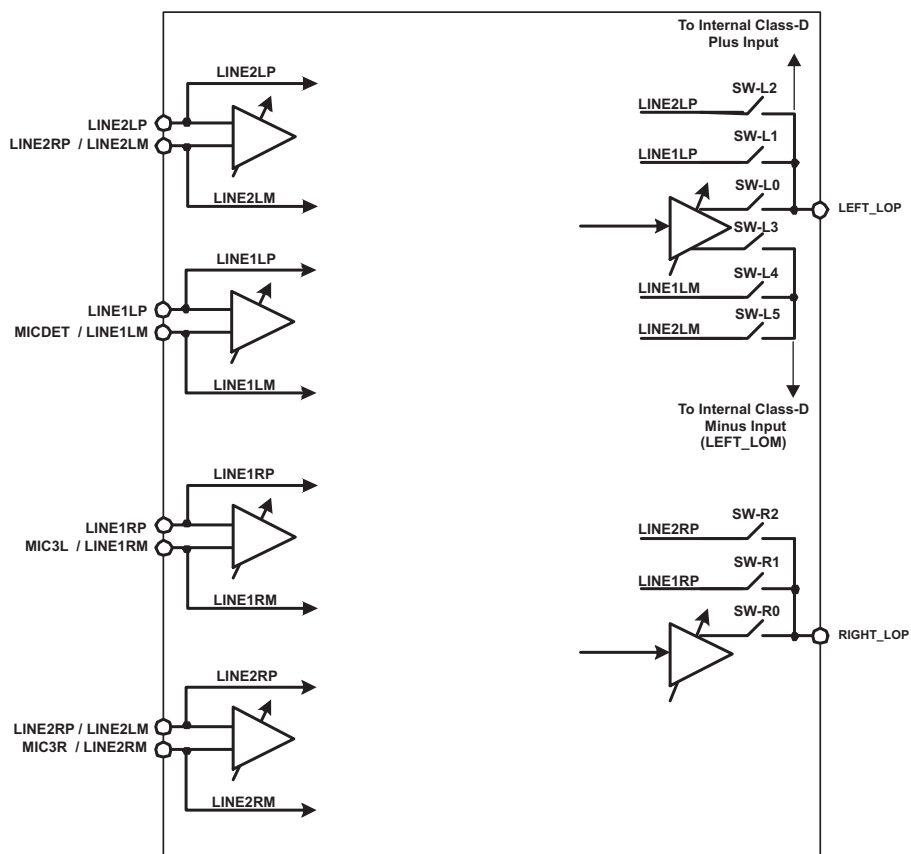 To Internal Class-D
Plus Input
LINE2LP
SW-L2
LINE2LP
LINE2LP
LINE2RP / LINE2LM
SW-L1
LINE1LP
LINE2LM
SW-L0
LEFT_LOP
SW-L3
LINE1LP
SW-L4
LINE1LM
LINE1LP
MICDET / LINE1LM
SW-L5
LINE2LM
LINE1LM
To Internal Class-D
Minus Input
(LEFT_LOM)
LINE1RP
LINE1RP
MIC3L / LINE1RM
SW-R2
LINE2RP
SW-R1
LINE1RP
LINE1RM
SW-R0
RIGHT_LOP
LINE2RP
LINE2RP / LINE2LM
MIC3R / LINE2RM
LINE2RM